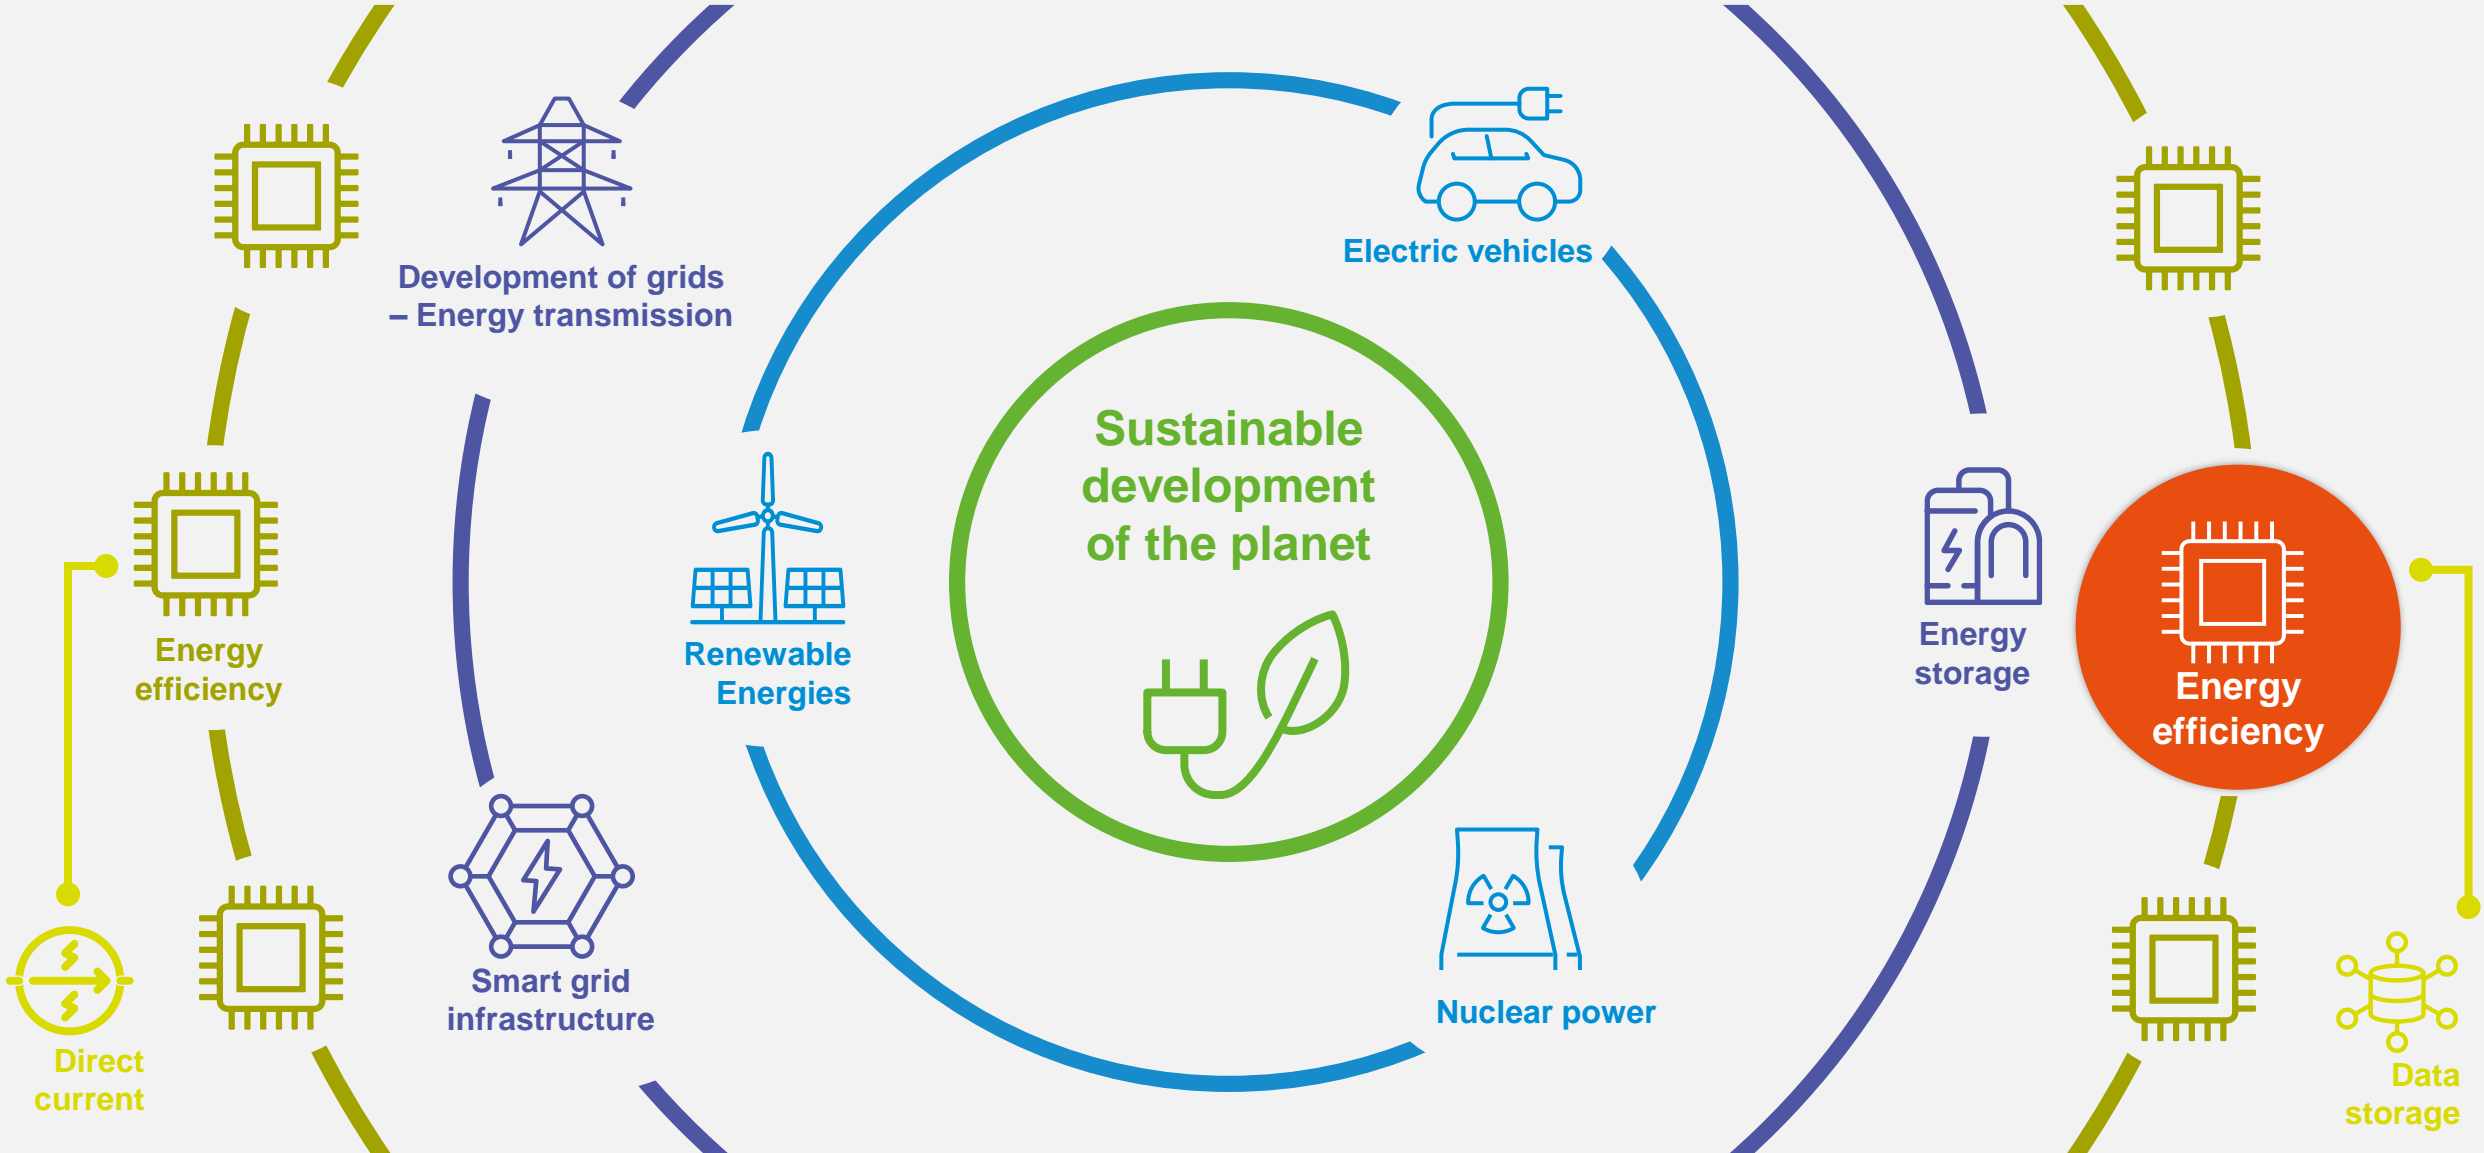 Development of grids
– Energy transmission
Electric vehicles
Sustainable
development
of the planet
Energy
efficiency
Renewable
Energies
Energy
storage
Energy
efficiency
Smart grid
infrastructure
Nuclear power
Direct
current
Data
storage